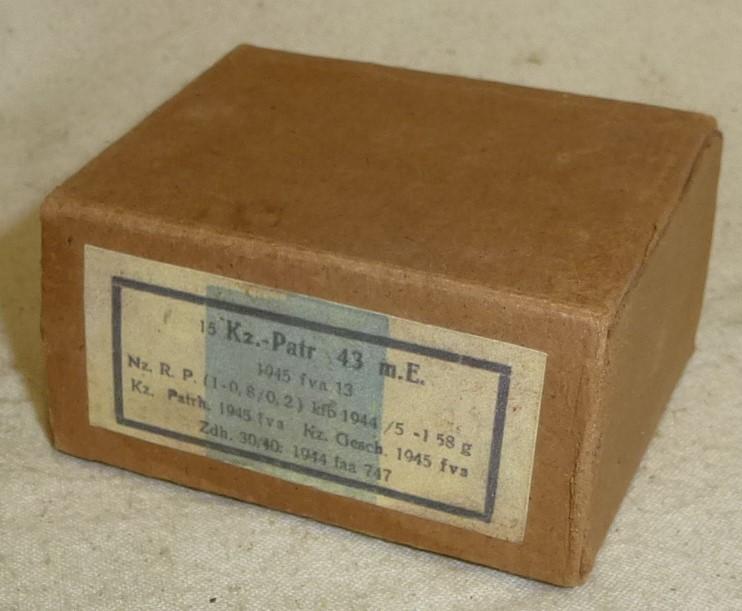 15 Kz.-Patr 43 m.E.
1945 fva 13
Nz. R. P. (1-0, 8/0, 2) kfb 1944 /5 -1 58 g
Kz. Patrh. 1945 fva Kz. Gesch. 1945 fva
Zdh. 30/40: 1944 faa 747